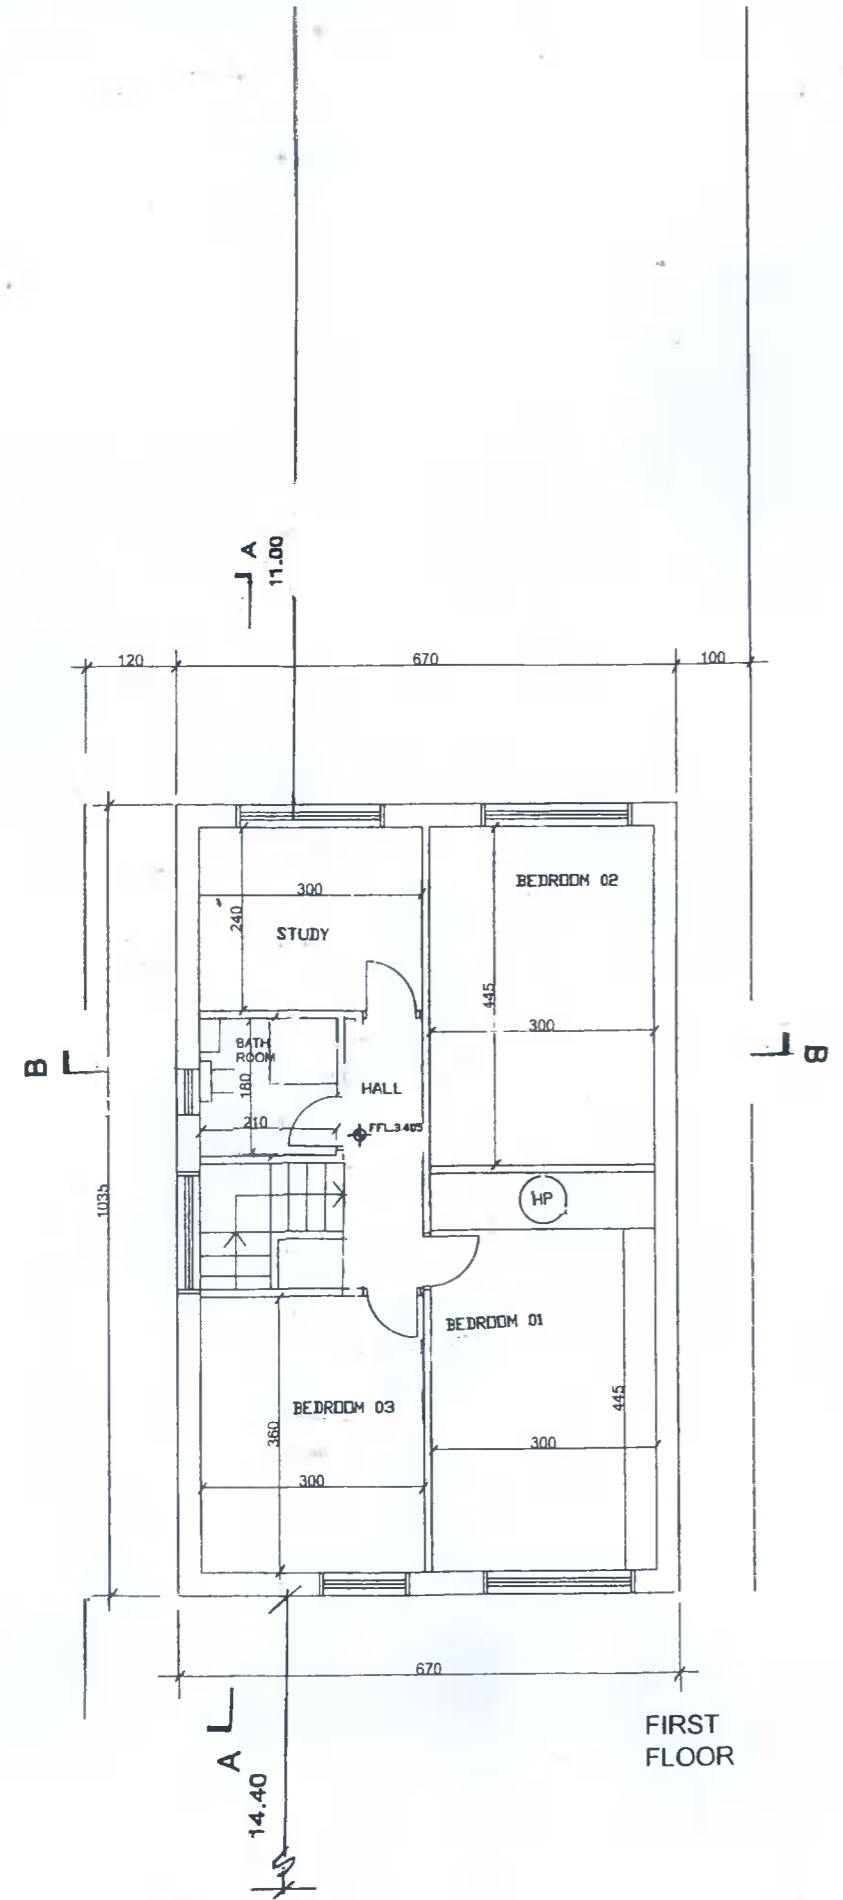 A
11.00
120
670
100
BEDROOM 02
300
240
STUDY
445
300
BATH
ROOM
180
HALL
210
FFL.3.405
B
B
1035
HP
BEDROOM 01
445
BEDROOM 03
360
300
300
670
A
14.40
FIRST
FLOOR